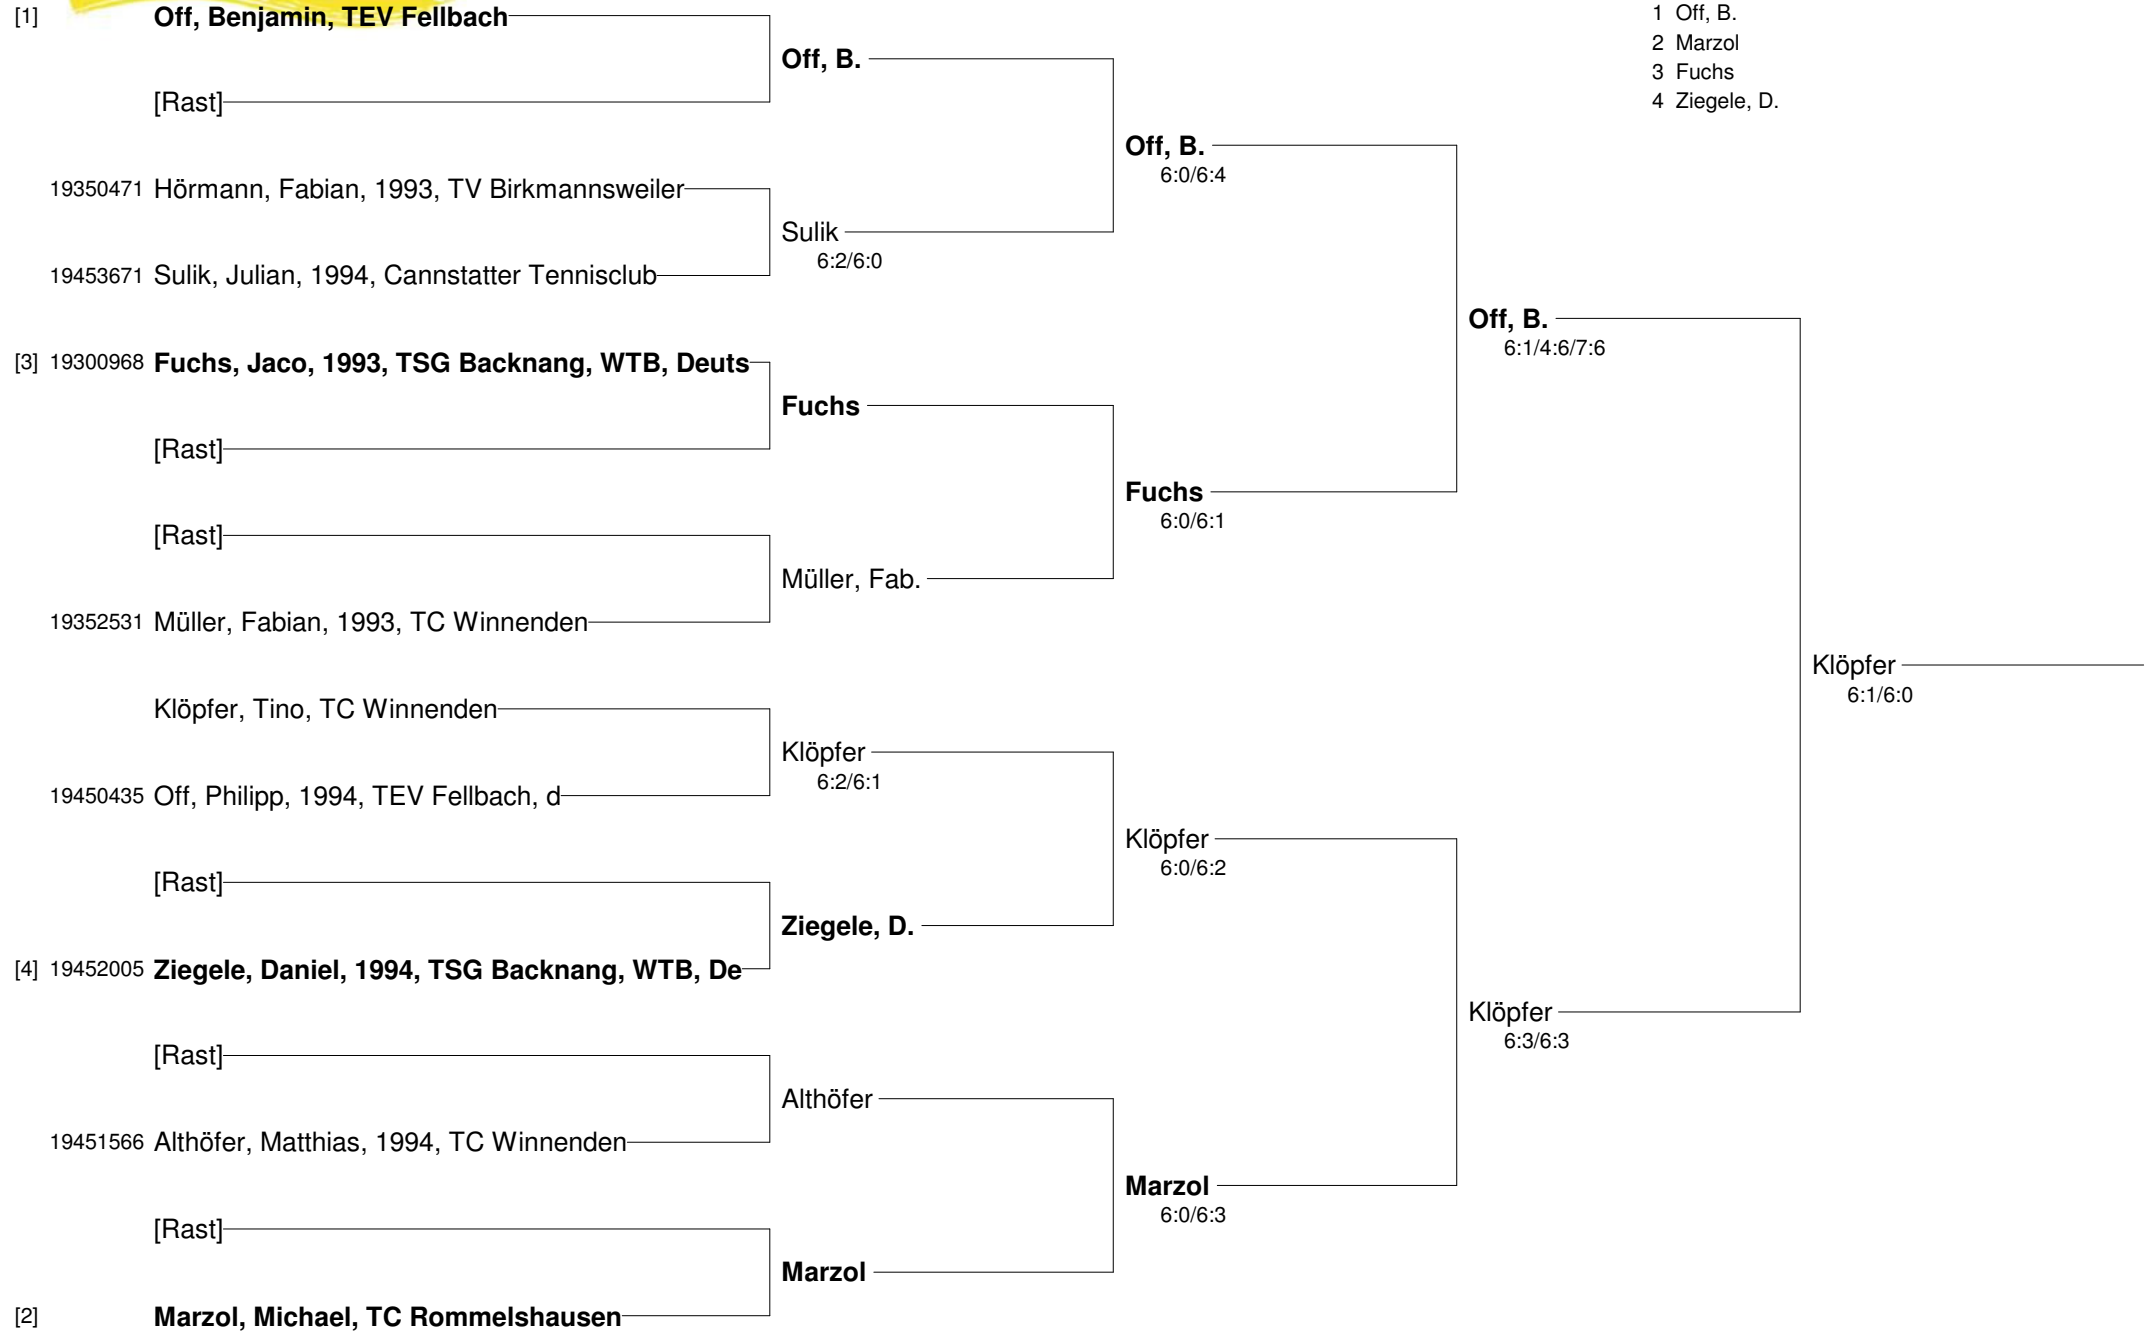 [1] Off, Benjamin, TEV Fellbach
[Rast]
19350471 Hörmann, Fabian, 1993, TV Birkmannsweiler
19453671 Sulik, Julian, 1994, Cannstatter Tennisclub
[3] 19300968 Fuchs, Jaco, 1993, TSG Backnang, WTB, Deuts
[Rast]
[Rast]
19352531 Müller, Fabian, 1993, TC Winnenden
Klöpfer, Tino, TC Winnenden
19450435 Off, Philipp, 1994, TEV Fellbach, d
[Rast]
[4] 19452005 Ziegele, Daniel, 1994, TSG Backnang, WTB, De
[Rast]
19451566 Althöfer, Matthias, 1994, TC Winnenden
[Rast]
[2] Marzol, Michael, TC Rommelshausen
Off, B.
Sulik
6:2/6:0
Fuchs
Müller, Fab.
Klöpfer
6:2/6:1
Ziegele, D.
Althöfer
Marzol
Off, B.
6:0/6:4
Fuchs
6:0/6:1
Klöpfer
6:0/6:2
Marzol
6:0/6:3
Off, B.
6:1/4:6/7:6
Klöpfer
6:3/6:3
Klöpfer
6:1/6:0
1 Off, B.
2 Marzol
3 Fuchs
4 Ziegele, D.